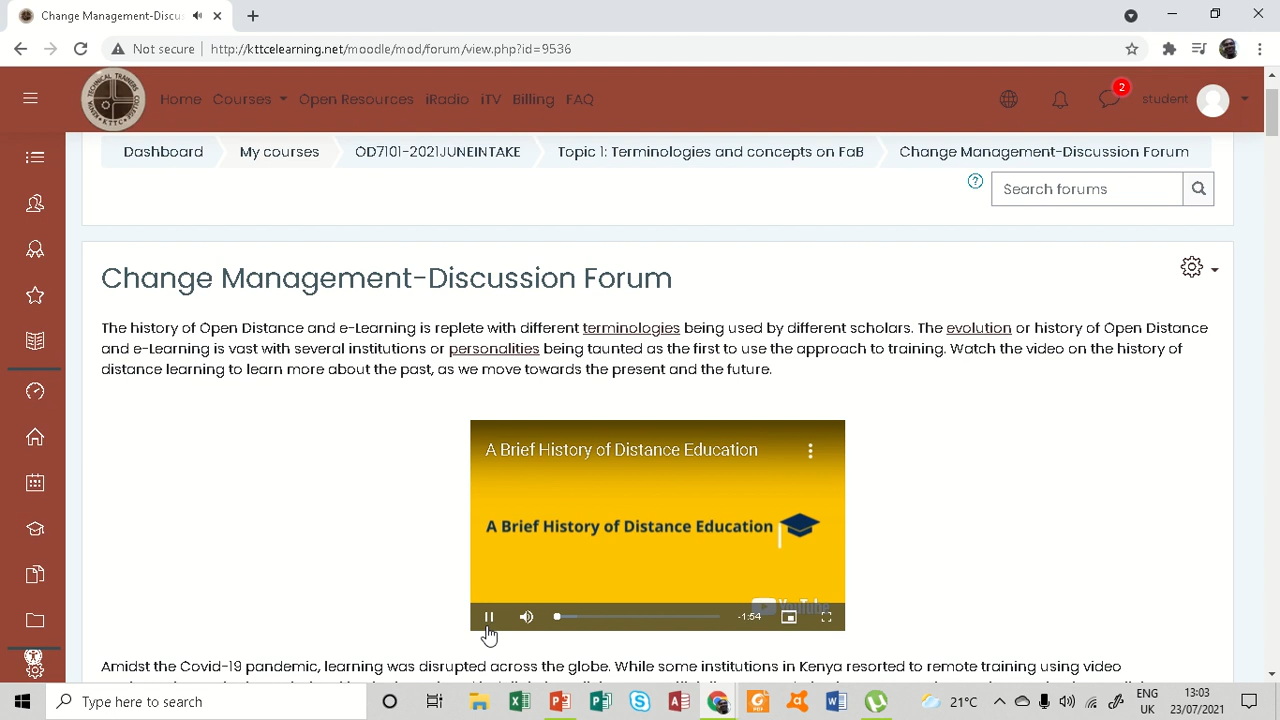 Change Management-Discus
Not secure
http://kttcelearning.net/moodle/mod/forum/view.php?id=9536
Home Courses Open Resources iRadio iTV Billing FAQ
2
student
Dashboard My courses OD7101-2021JUNEINTAKE Topic 1: Terminologies and concepts on FaB Change Management-Discussion Forum
Search forums
Change Management-Discussion Forum
The history of Open Distance and e-Learning is replete with different terminologies being used by different scholars. The evolution or history of Open Distance
and e-Learning is vast with several institutions or personalities being taunted as the first to use the approach to training. Watch the video on the history of
distance learning to learn more about the past, as we move towards the present and the future.
A Brief History of Distance Education
A Brief History of Distance Education
YouTube
-1:54
Amidst the Covid-19 pandemic, learning was disrupted across the globe. While some institutions in Kenya resorted to remote training using video
Type here to search
21°C
ENG
UK
13:03
23/07/2021